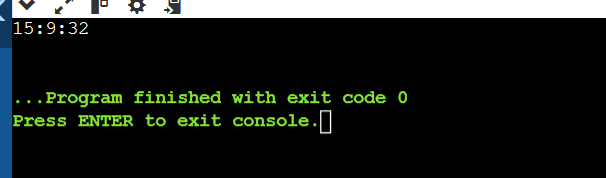 15:9:32
...Program finished with exit code 0
Press ENTER to exit console.